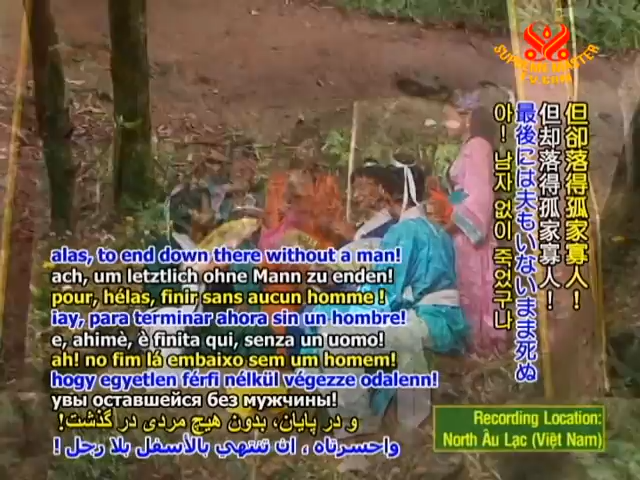 SUPREME MASTER
TV.COM
但卻落得孤家寡人！
但却落得孤家寡人！
最後には夫もいないまま死ぬ
아! 남자 없이 죽었구나
alas, to end down there without a man!
ach, um letztlich ohne Mann zu enden!
pour, hélas, finir sans aucun homme !
¡ay, para terminar ahora sin un hombre!
e, ahimè, è finita qui, senza un uomo!
ah! no fim lá embaixo sem um homem!
hogy egyetlen férfi nélkül végezze odalenn!
увы оставшейся без мужчины!
و در پایان، بدون هیچ مردی در گذشت!
واحسرتاه ، ان تنتهي بالأسفل بلا رجل !
Recording Location:
North Âu Lạc (Việt Nam)